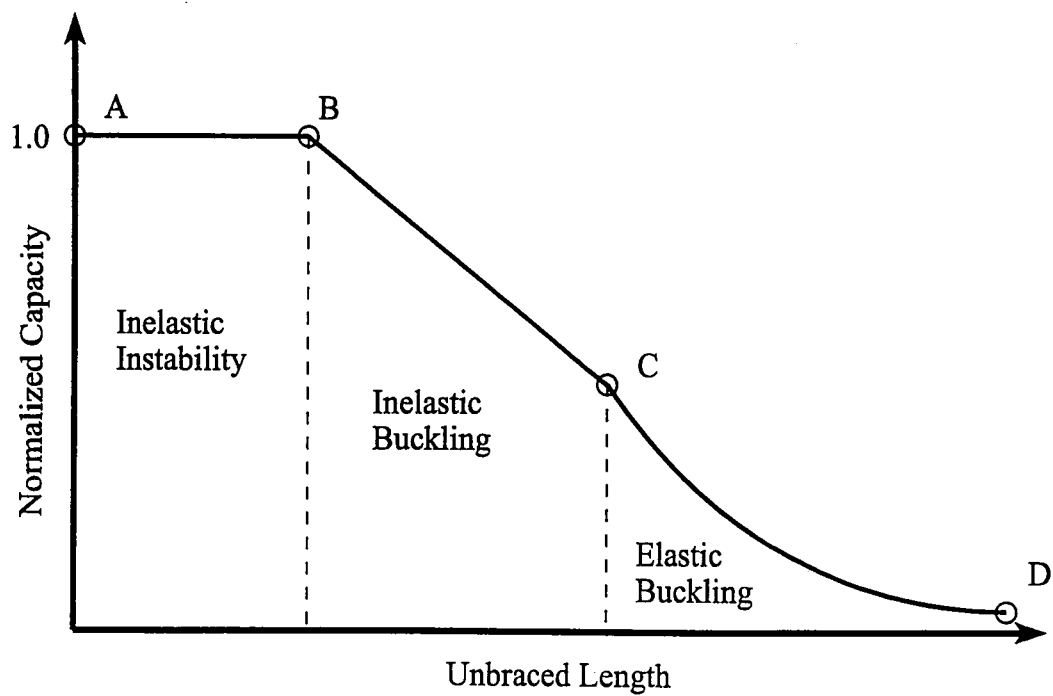 A
B
1.0
Normalized Capacity
Inelastic
Instability
Inelastic
Buckling
C
Elastic
Buckling
D
Unbraced Length